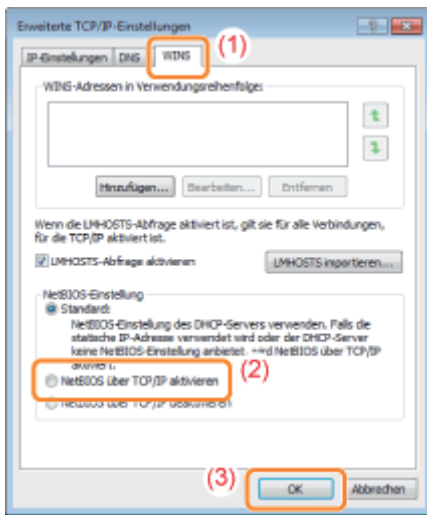 Erweiterte TCP/IP-Einstellungen
(1)
IP-Einstellungen DNS WINS
WINS-Adressen in Verwendungsreihenfolge:
Hinzufügen... Bearbeiten... Entfernen
Wenn die LMHOSTS-Abfrage aktiviert ist, gilt sie für alle Verbindungen,
für die TCP/IP aktiviert ist.
LMHOSTS-Abfrage aktivieren LMHOSTS importieren...
NetBIOS-Einstellung
Standard:
NetBIOS-Einstellung des DHCP-Servers verwenden. Falls die
statische IP-Adresse verwendet wird oder der DHCP-Server
keine NetBIOS-Einstellung anbietet, wird NetBIOS über TCP/IP
aktiviert.
(2)
NetBIOS über TCP/IP aktivieren
NetBIOS über TCP/IP deaktivieren
(3)
OK Abbrechen